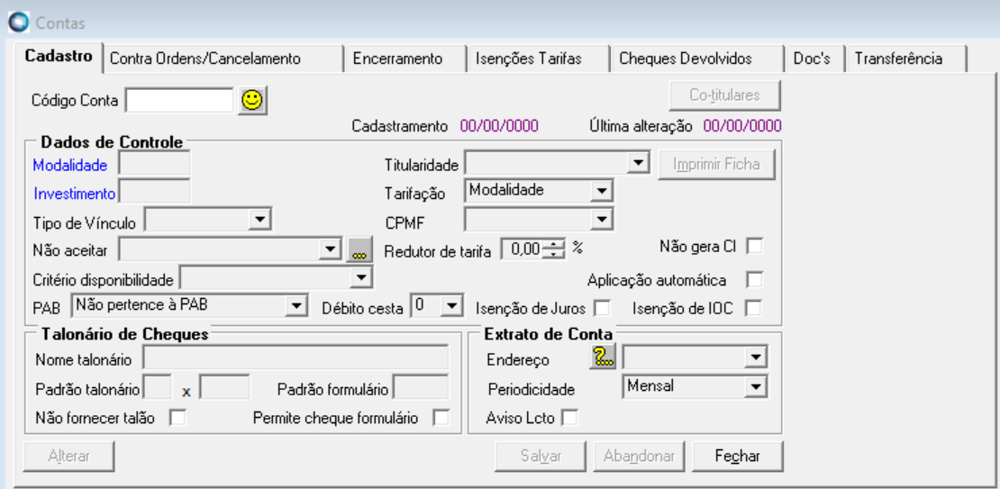 Contas
Cadastro Contra Ordens/Cancelamento Encerramento Isenções Tarifas Cheques Devolvidos Doc's Transferência
Código Conta Co-titulares
Cadastramento 00/00/0000 Última alteração 00/00/0000
Dados de Controle
Modalidade Titularidade Imprimir Ficha
Investimento Tarifação Modalidade
Tipo de Vínculo CPMF
Não aceitar ... Redutor de tarifa 0,00 % Não gera CI
Critério disponibilidade Aplicação automática
PAB Não pertence à PAB Débito cesta 0 Isenção de Juros Isenção de IOC
Talonário de Cheques Extrato de Conta
Nome talonário Endereço ?...
Padrão talonário x Padrão formulário Periodicidade Mensal
Não fornecer talão Permite cheque formulário Aviso Lcto
Alterar Salvar Abandonar Fechar